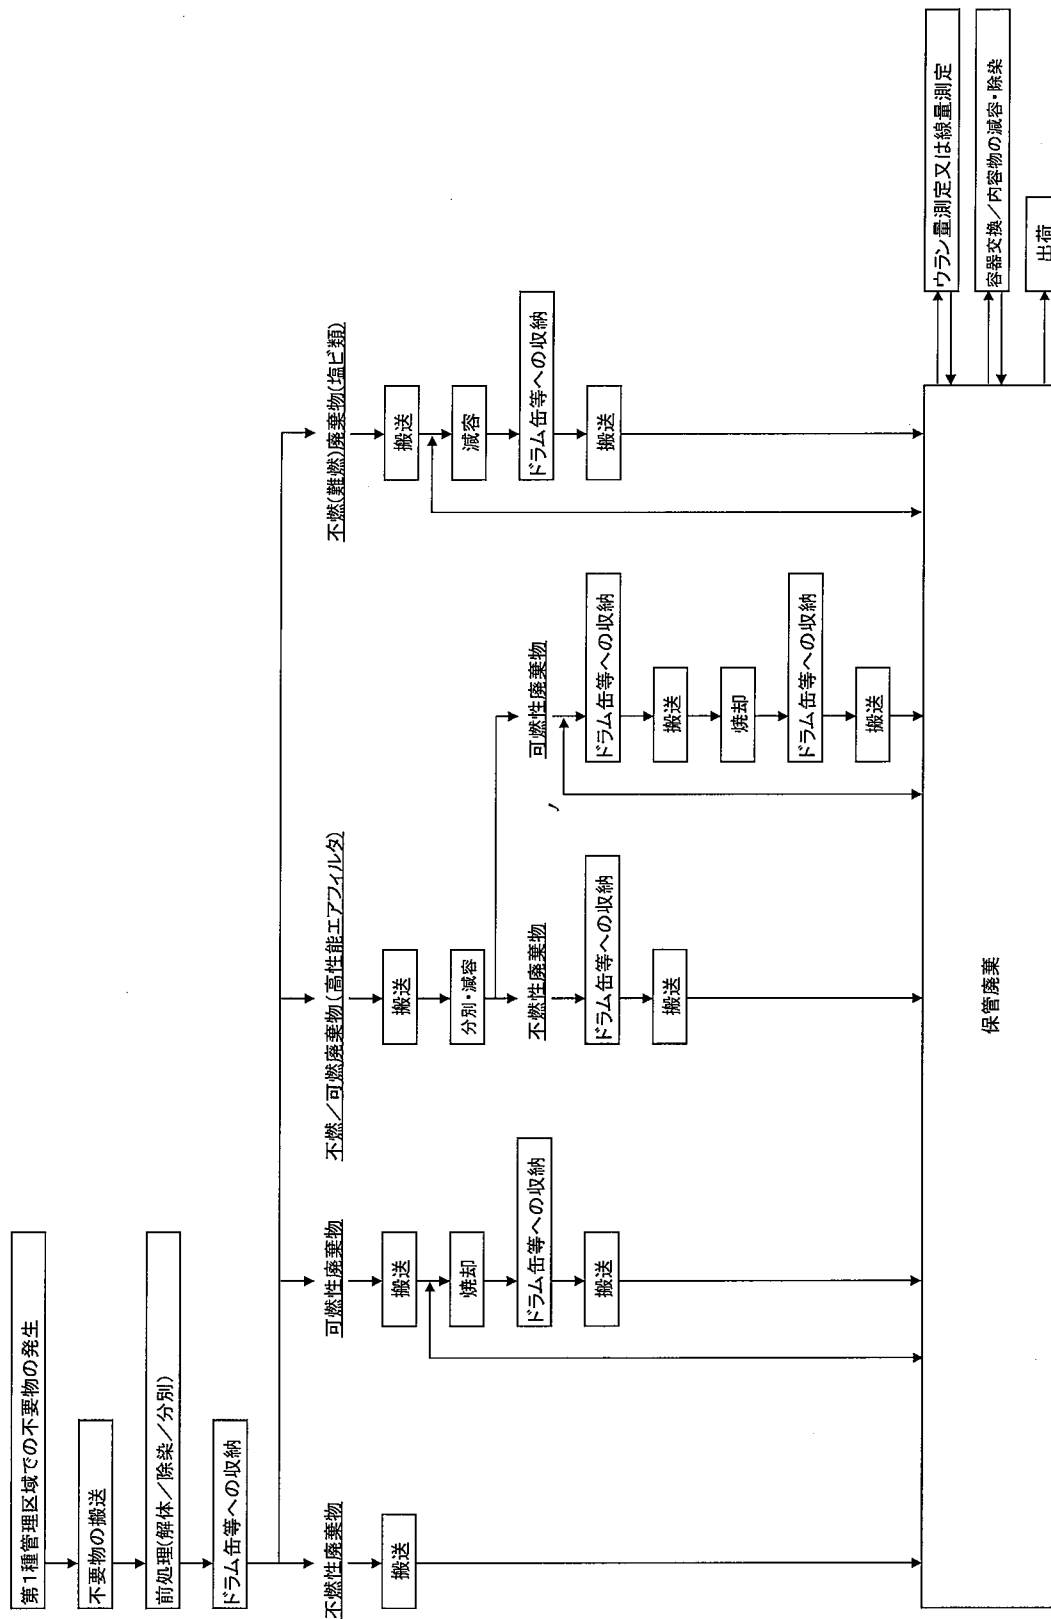 第1種管理区域での不要物の発生
不要物の搬送
前処理(解体/除染/分別)
ドラム缶等への収納
不燃性廃棄物
搬送
可燃性廃棄物
搬送
焼却
ドラム缶等への収納
搬送
不燃/可燃廃棄物(高性能エアフィルタ)
搬送
分別・減容
不燃性廃棄物
ドラム缶等への収納
搬送
可燃性廃棄物
ドラム缶等への収納
搬送
焼却
ドラム缶等への収納
搬送
不燃(難燃)廃棄物(塩ビ類)
搬送
減容
ドラム缶等への収納
搬送
保管廃棄
ウラン量測定又は線量測定
容器交換/内容物の減容・除染
出荷